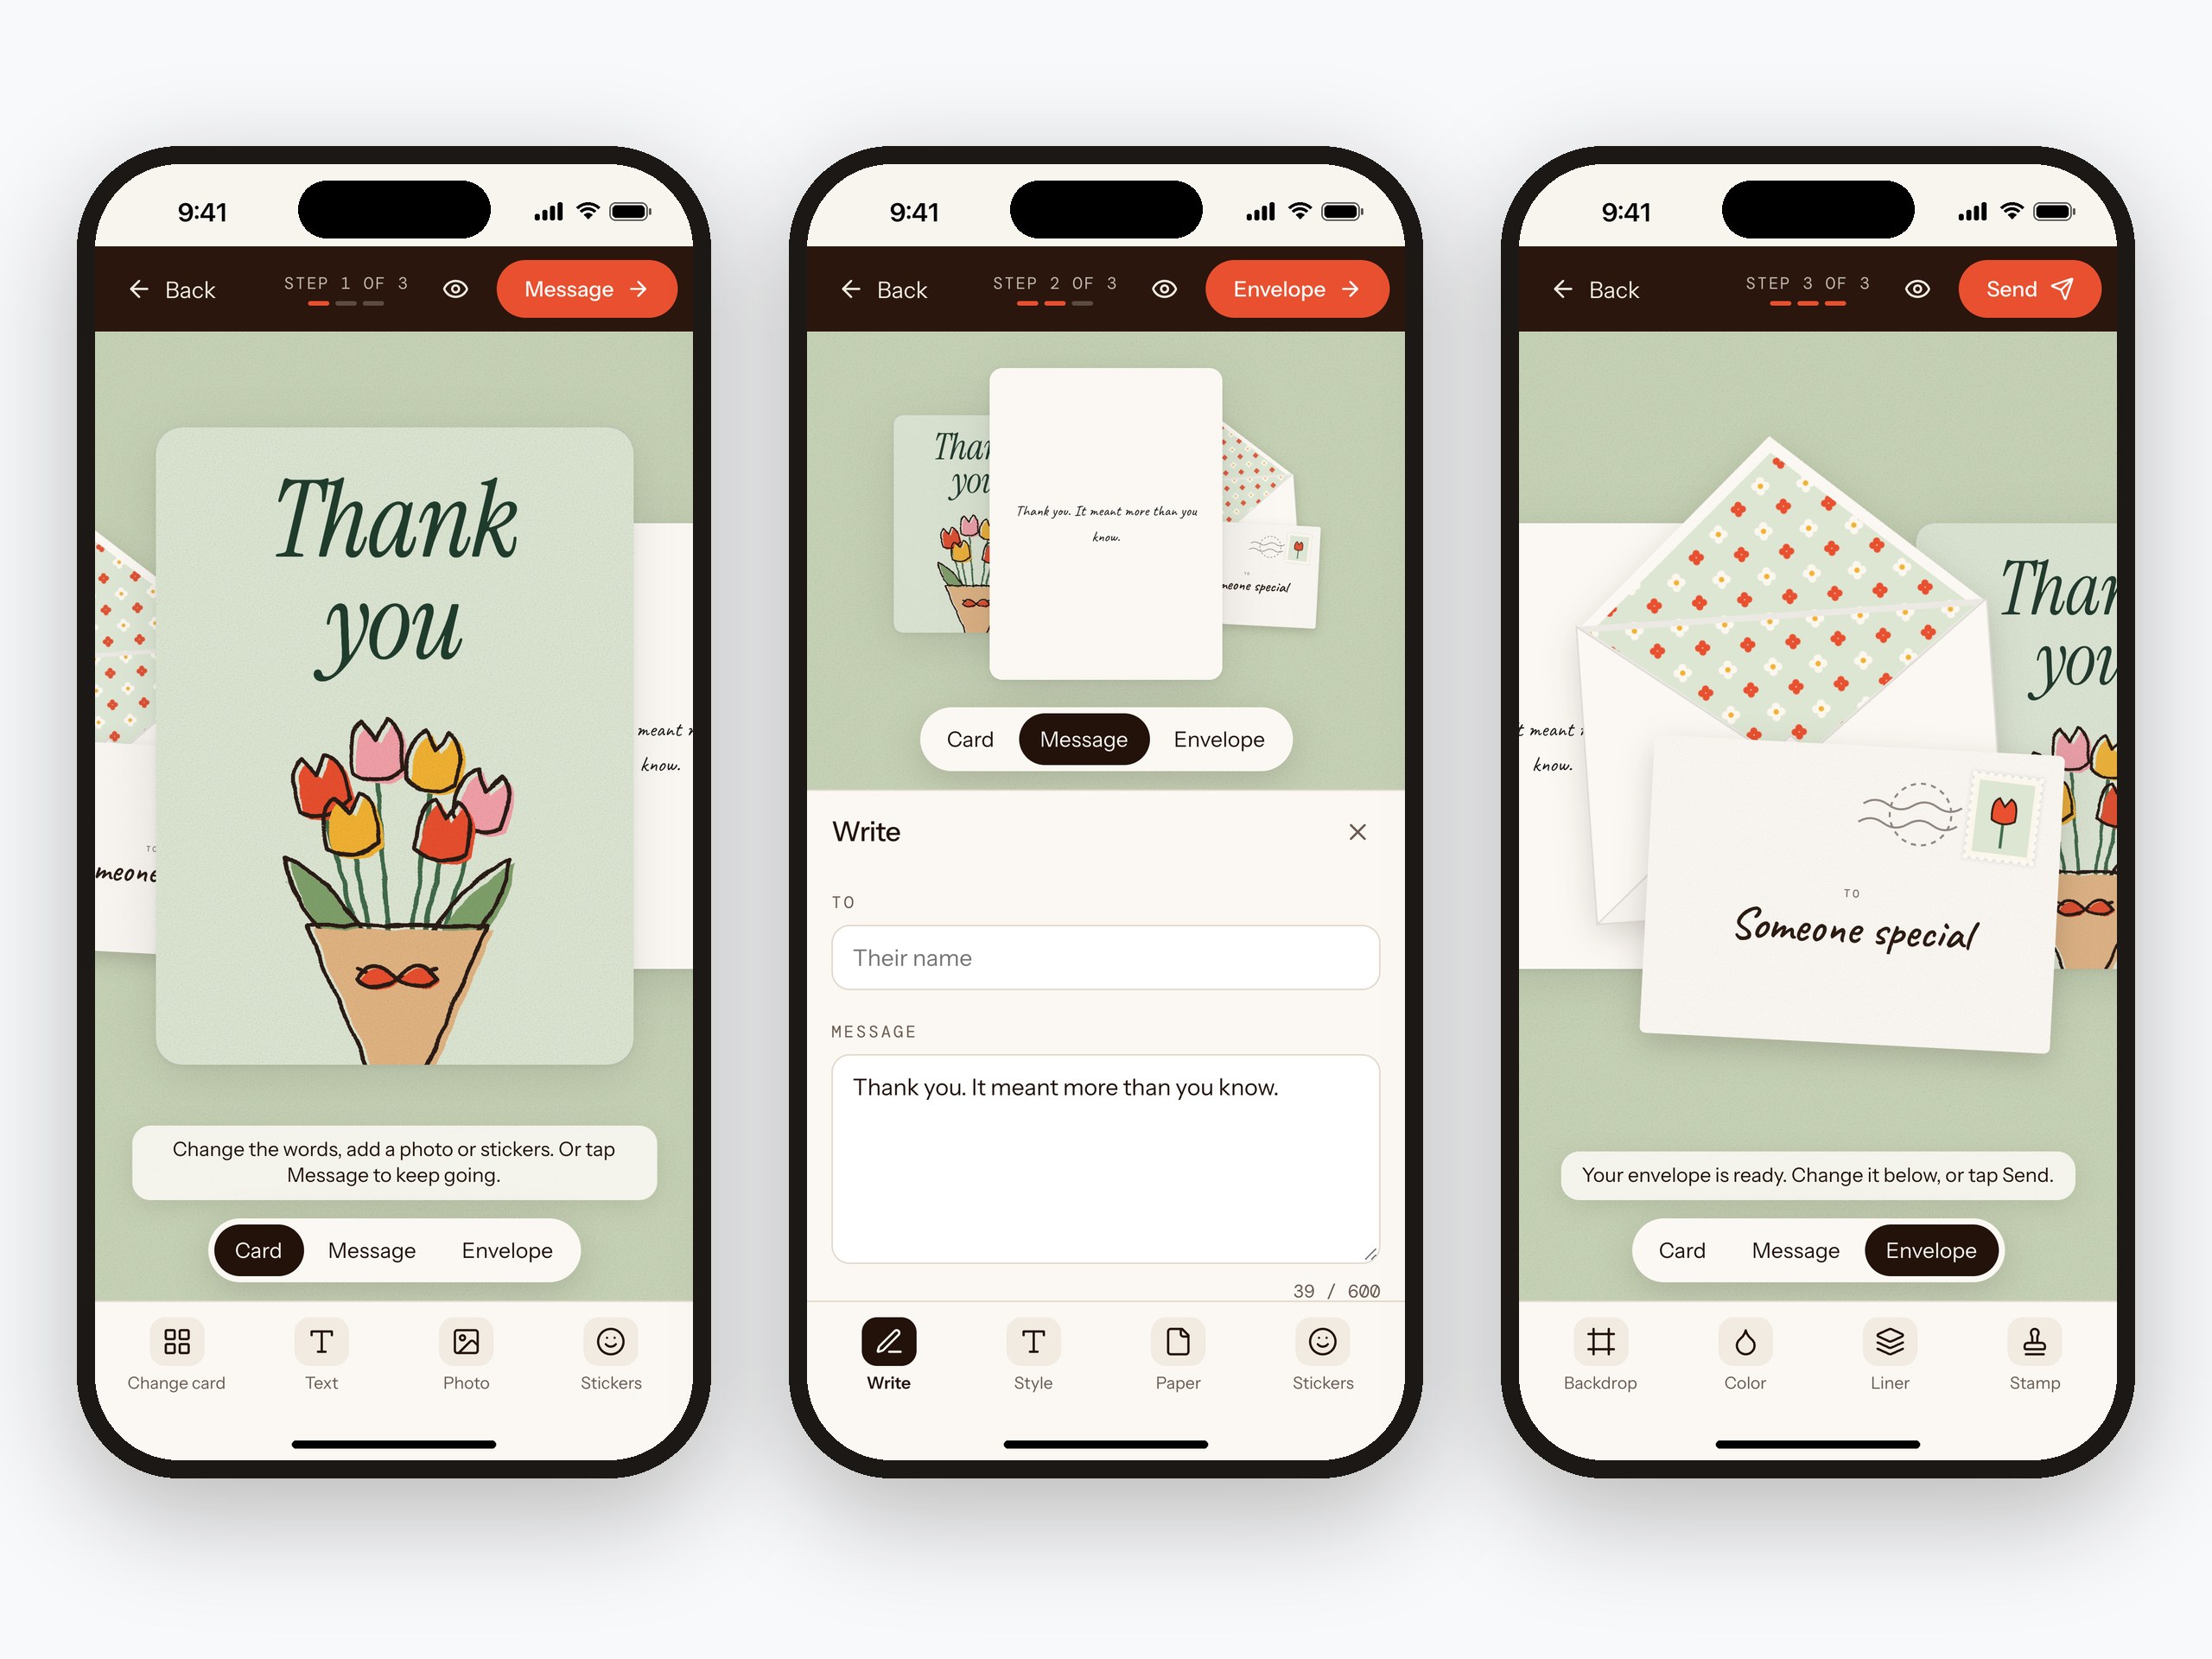 9:41
Back
STEP 1 OF 3
Message
Thank
you
meant
know.
TO
meone
Change the words, add a photo or stickers. Or tap
Message to keep going.
Card
Message
Envelope
Change card
Text
Photo
Stickers
9:41
Back
STEP 2 OF 3
Envelope
Than
you
Thank you. It meant more than you
know.
TO
meone special
Card
Message
Envelope
Write
TO
Their name
MESSAGE
Thank you. It meant more than you know.
39 / 600
Write
Style
Paper
Stickers
9:41
Back
STEP 3 OF 3
Send
Than
you
t meant
know.
TO
Someone special
Your envelope is ready. Change it below, or tap Send.
Card
Message
Envelope
Backdrop
Color
Liner
Stamp